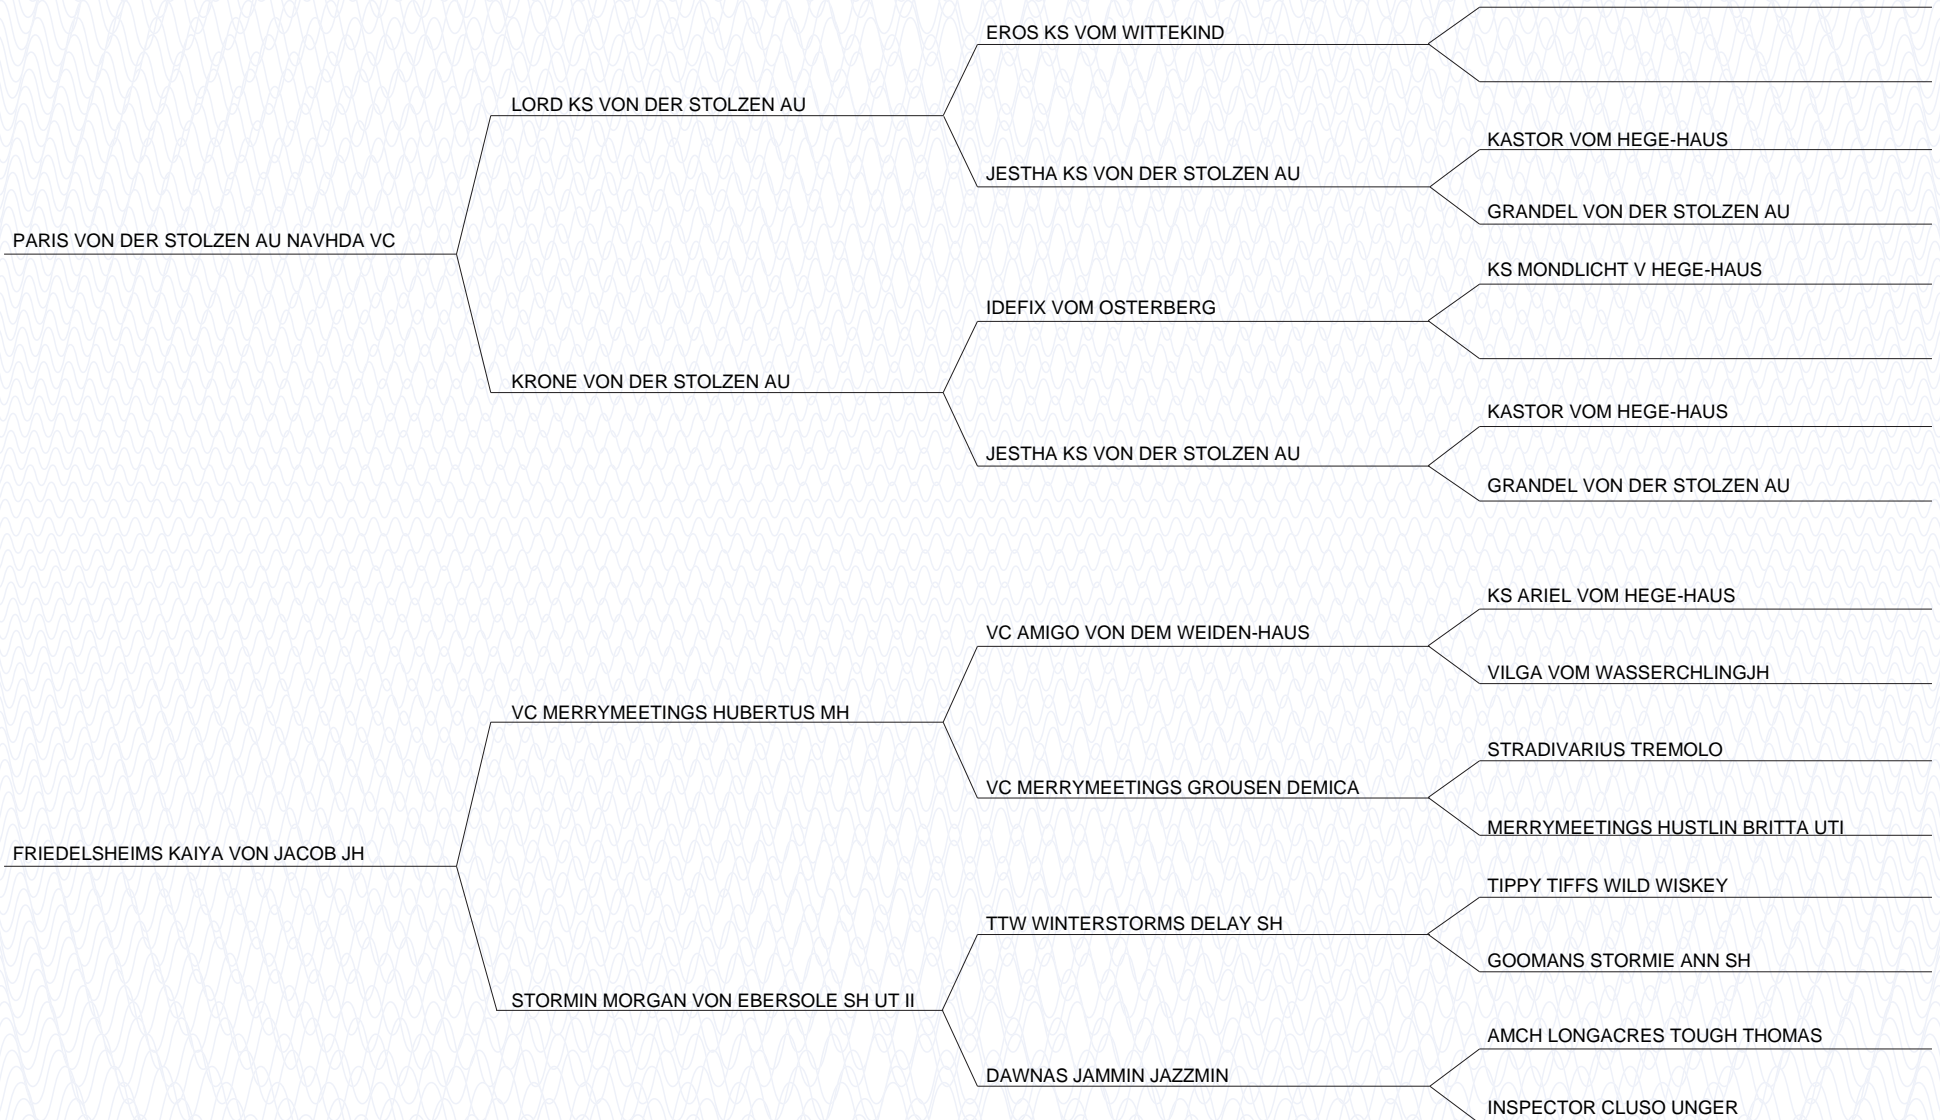 PARIS VON DER STOLZEN AU NAVHDA VC
LORD KS VON DER STOLZEN AU
EROS KS VOM WITTEKIND
JESTHA KS VON DER STOLZEN AU
KASTOR VOM HEGE-HAUS
GRANDEL VON DER STOLZEN AU
KRONE VON DER STOLZEN AU
IDEFIX VOM OSTERBERG
KS MONDLICHT V HEGE-HAUS
JESTHA KS VON DER STOLZEN AU
KASTOR VOM HEGE-HAUS
GRANDEL VON DER STOLZEN AU
FRIEDELSHEIMS KAIYA VON JACOB JH
VC MERRYMEETINGS HUBERTUS MH
VC AMIGO VON DEM WEIDEN-HAUS
KS ARIEL VOM HEGE-HAUS
VILGA VOM WASSERCHLINGJH
VC MERRYMEETINGS GROUSEN DEMICA
STRADIVARIUS TREMOLO
MERRYMEETINGS HUSTLIN BRITTA UTI
STORMIN MORGAN VON EBERSOLE SH UT II
TTW WINTERSTORMS DELAY SH
TIPPY TIFFS WILD WISKEY
GOOMANS STORMIE ANN SH
DAWNAS JAMMIN JAZZMIN
AMCH LONGACRES TOUGH THOMAS
INSPECTOR CLUSO UNGER